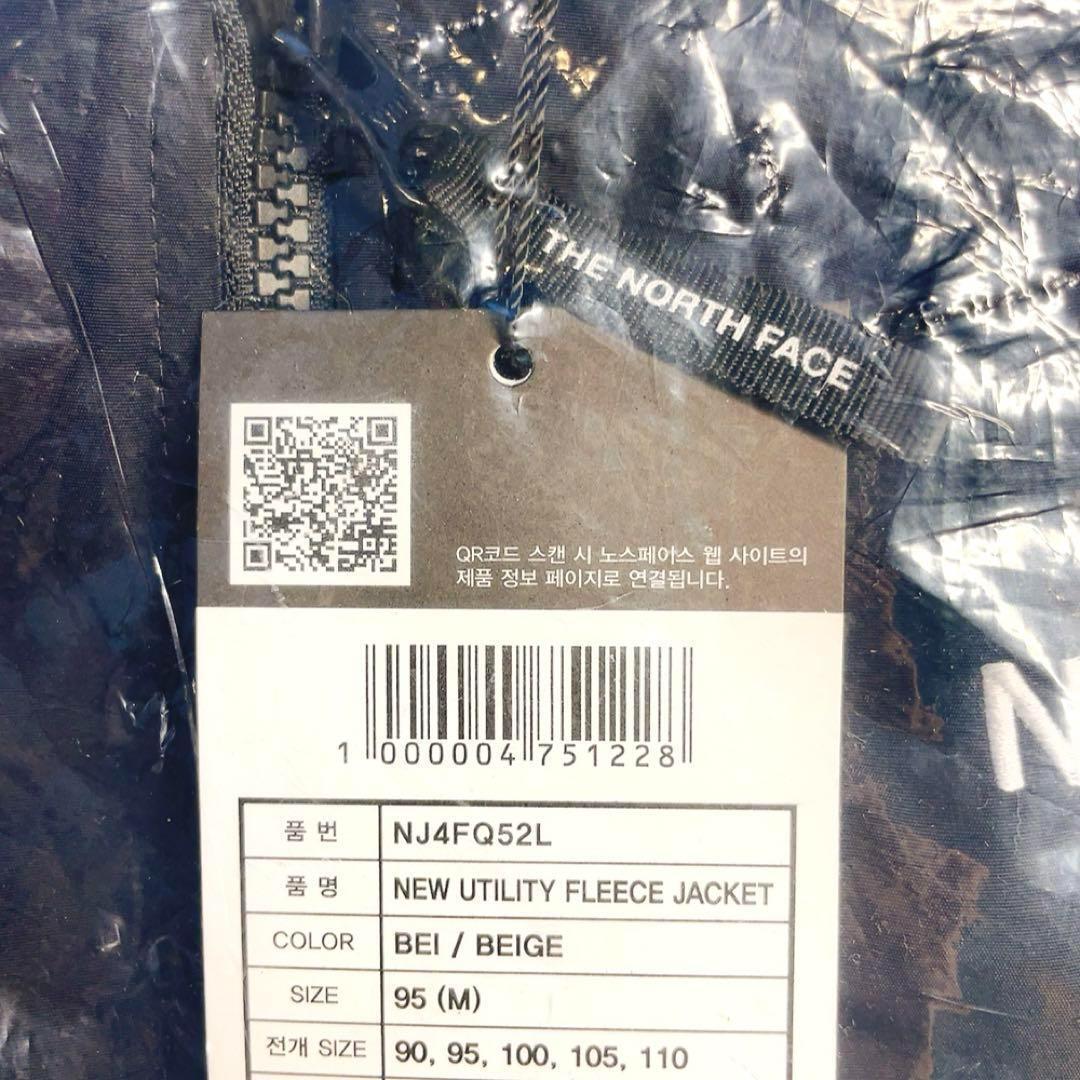 THE NORTH FACE
QR코드 스캔 시 노스페이스 웹 사이트의
제품 정보 페이지로 연결됩니다.
1 000004 751228
N
품 번 NJ4FQ52L
품 명 NEW UTILITY FLEECE JACKET
COLOR BEI / BEIGE
SIZE 95 (M)
전개 SIZE 90, 95, 100, 105, 110